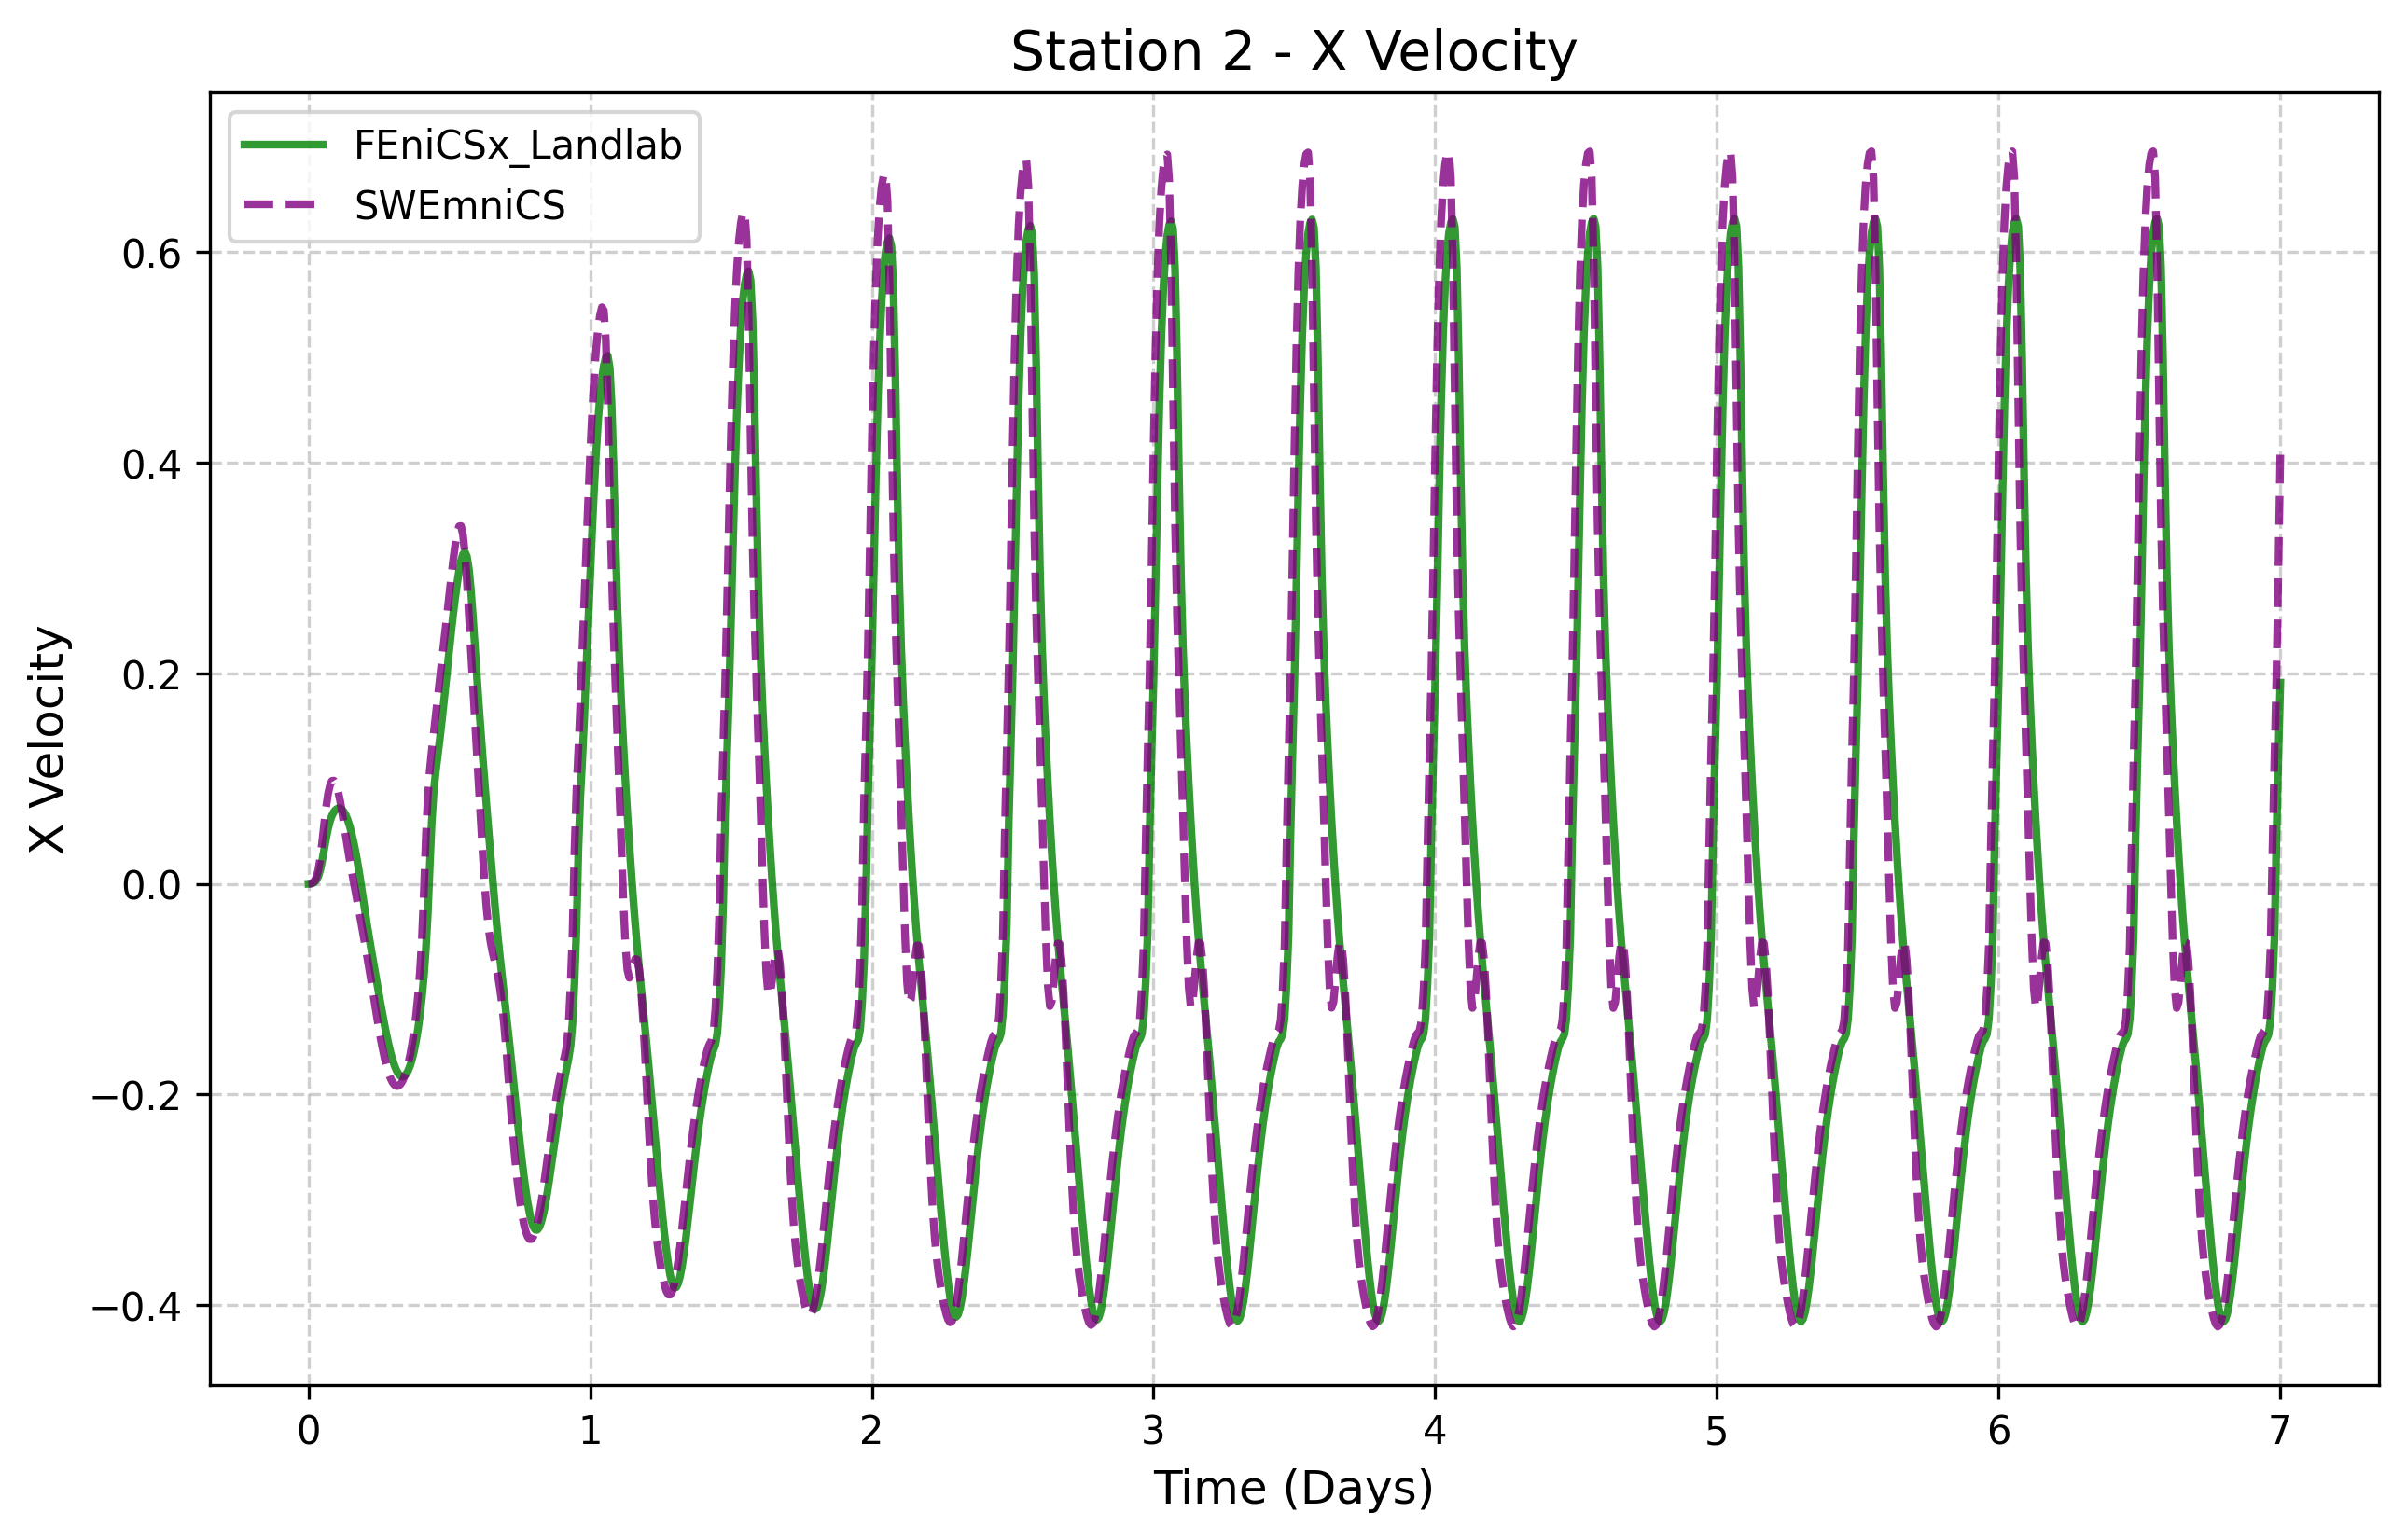 Station 2 - X Velocity
FEniCSx_Landlab
SWEmniCS
X Velocity
0.6
0.4
0.2
0.0
−0.2
−0.4
0 1 2 3 4 5 6 7
Time (Days)